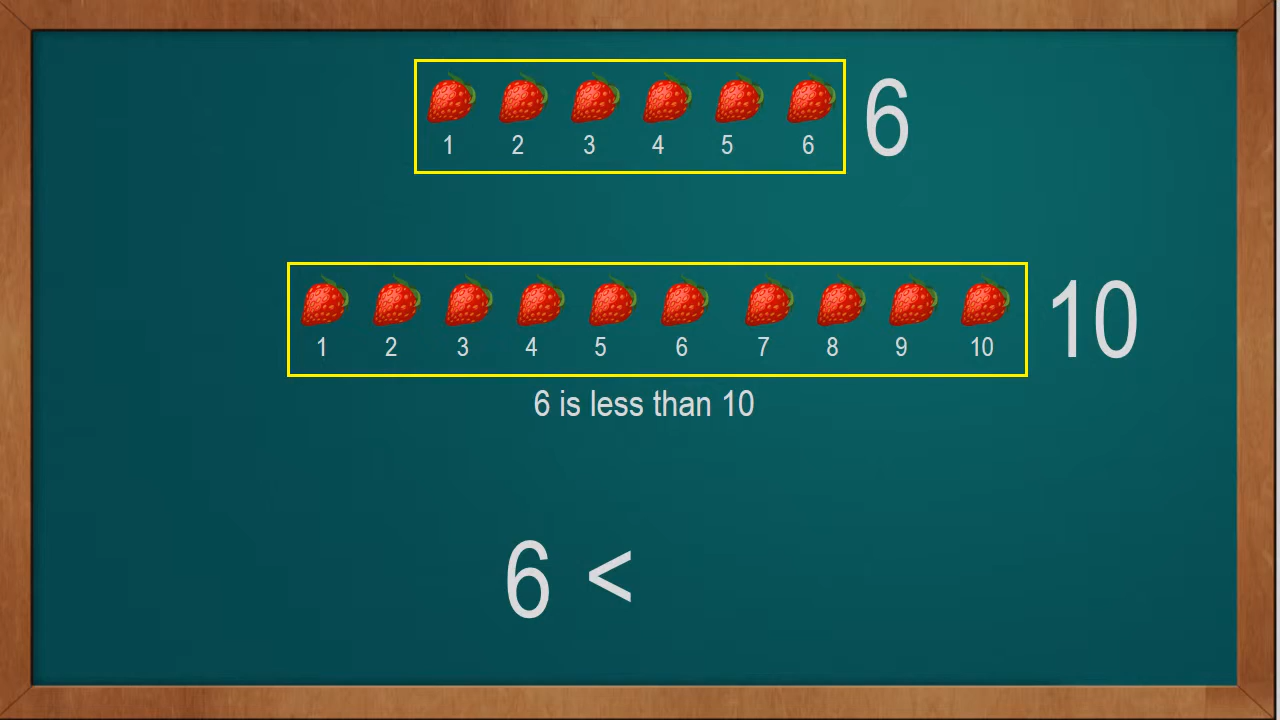 1 2 3 4 5 6
6
1 2 3 4 5 6 7 8 9 10
10
6 is less than 10
6 <